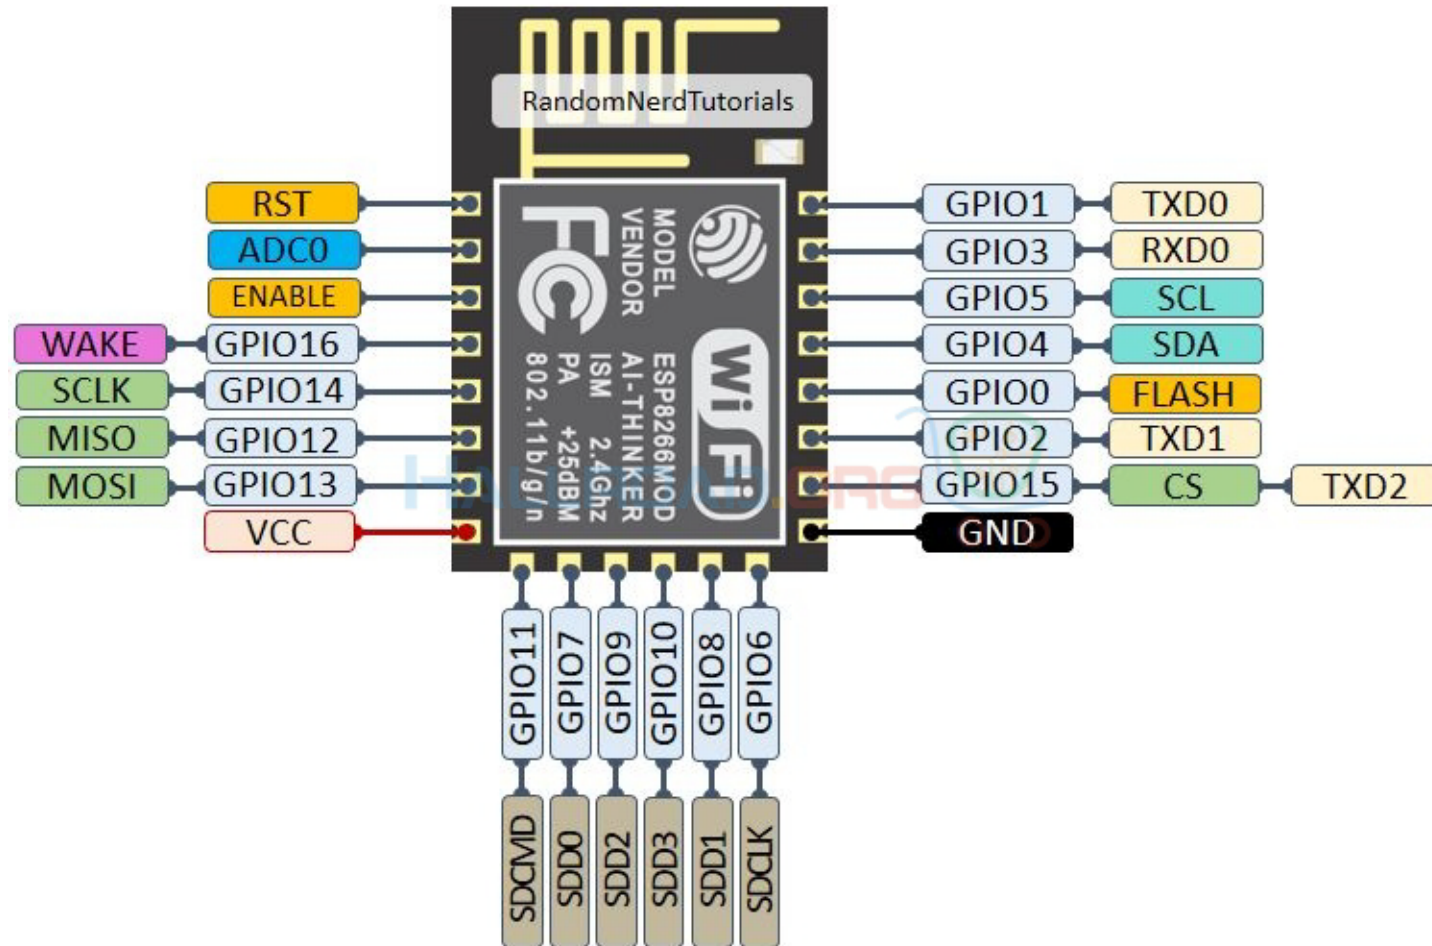 RandomNerdTutorials
RST
ADC0
ENABLE
WAKE GPIO16
SCLK GPIO14
MISO GPIO12
MOSI GPIO13
VCC
GPIO1 TXD0
GPIO3 RXD0
GPIO5 SCL
GPIO4 SDA
GPIO0 FLASH
GPIO2 TXD1
GPIO15 CS TXD2
GND
MODEL ESP8266MOD
VENDOR AI-THINKER
ISM 2.4Ghz
PA +25dBM
802.11b/g/n
FC
Wi Fi
GPIO11 SDCMD
GPIO7 SDD0
GPIO9 SDD2
GPIO10 SDD3
GPIO8 SDD1
GPIO6 SDCLK